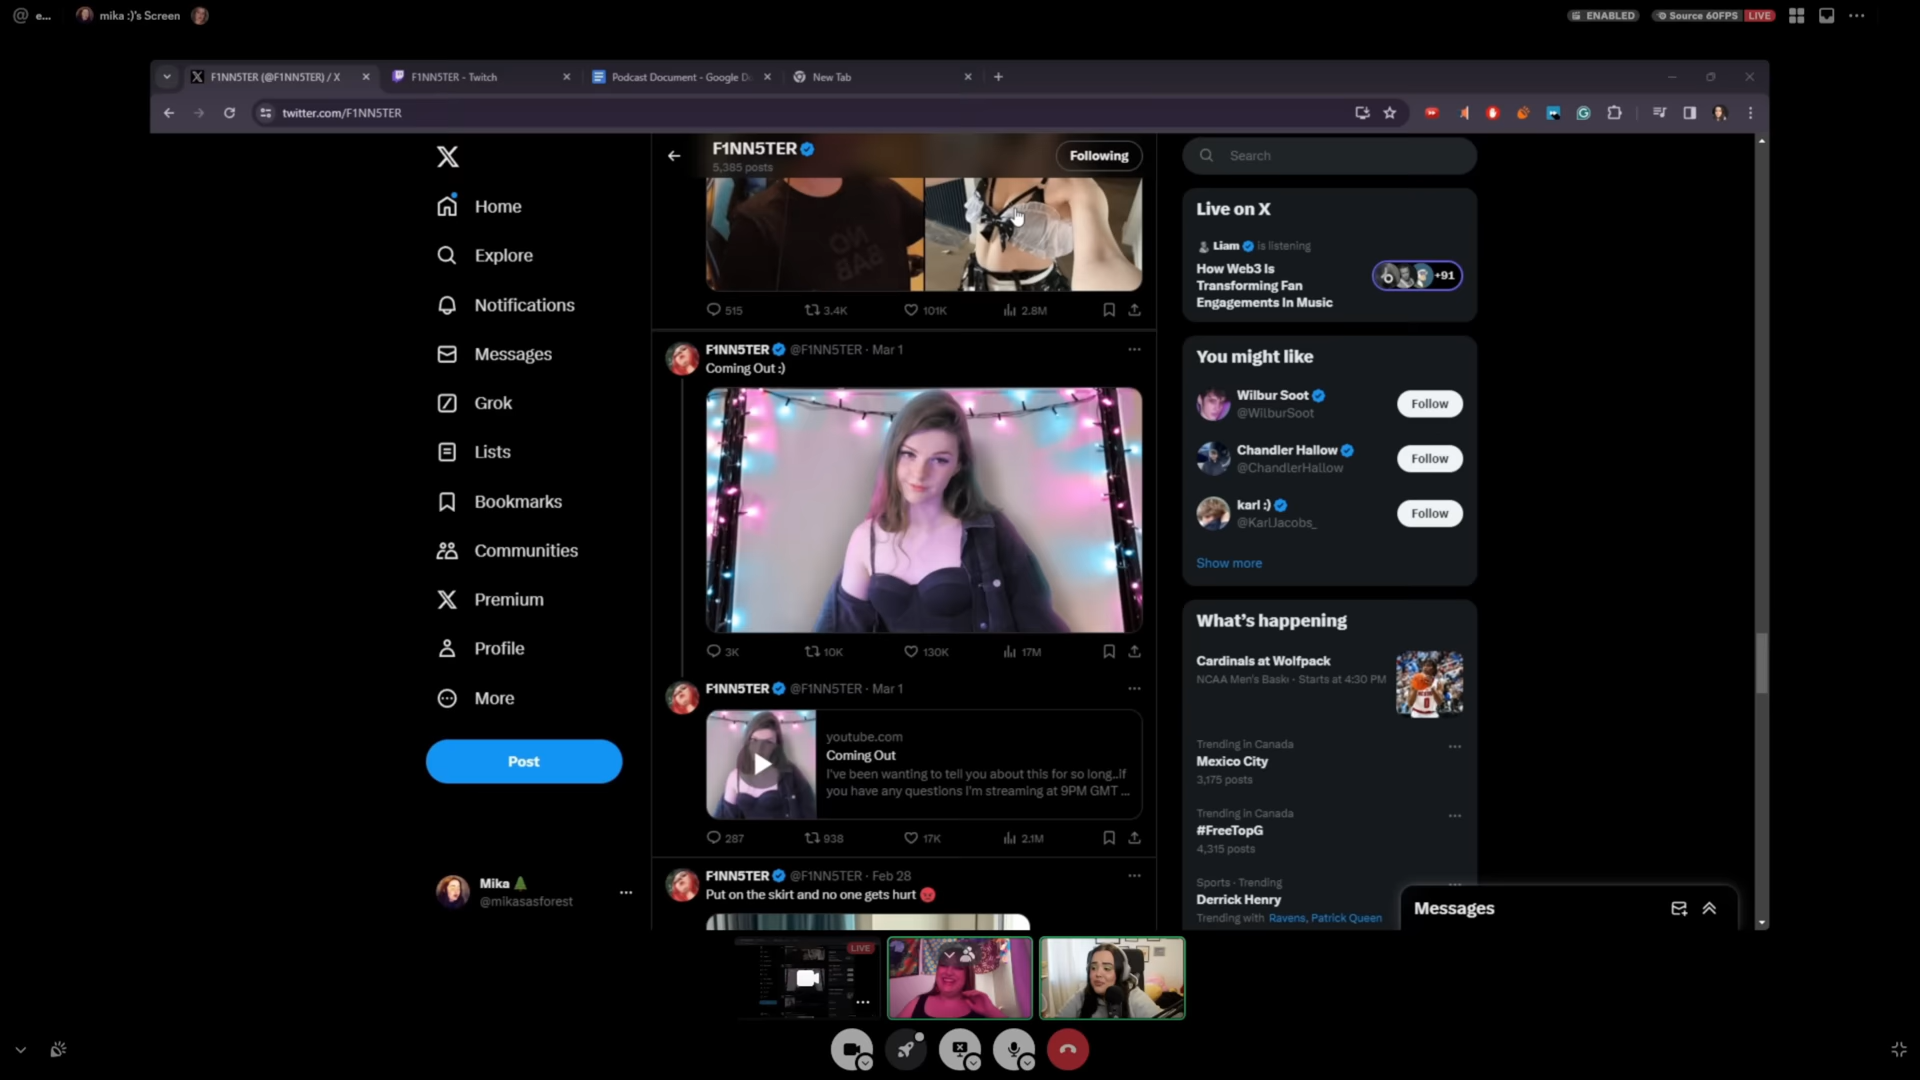 @ e...
mika :)'s Screen
ENABLED
Source 60FPS LIVE
F1NN5TER (@F1NN5TER) / X
F1NN5TER - Twitch
Podcast Document - Google D
New Tab
twitter.com/F1NN5TER
Home
Explore
Notifications
Messages
Grok
Lists
Bookmarks
Communities
Premium
Profile
More
Post
Mika
@mikasasforest
F1NN5TER
5,385 posts
Following
515 3.4K 101K 2.8M
F1NN5TER @F1NN5TER · Mar 1
Coming Out :)
3K 10K 130K 17M
F1NN5TER @F1NN5TER · Mar 1
youtube.com
Coming Out
I've been wanting to tell you about this for so long..if
you have any questions I'm streaming at 9PM GMT ...
287 938 17K 2.1M
F1NN5TER @F1NN5TER · Feb 28
Put on the skirt and no one gets hurt
Search
Live on X
Liam is listening
How Web3 Is
Transforming Fan
Engagements In Music
+91
You might like
Wilbur Soot
@WilburSoot
Follow
Chandler Hallow
@ChandlerHallow
Follow
karl :)
@KarlJacobs_
Follow
Show more
What's happening
Cardinals at Wolfpack
NCAA Men's Bask · Starts at 4:30 PM
Trending in Canada
Mexico City
3,175 posts
Trending in Canada
#FreeTopG
4,315 posts
Sports · Trending
Derrick Henry
Trending with Ravens, Patrick Queen
Messages
LIVE